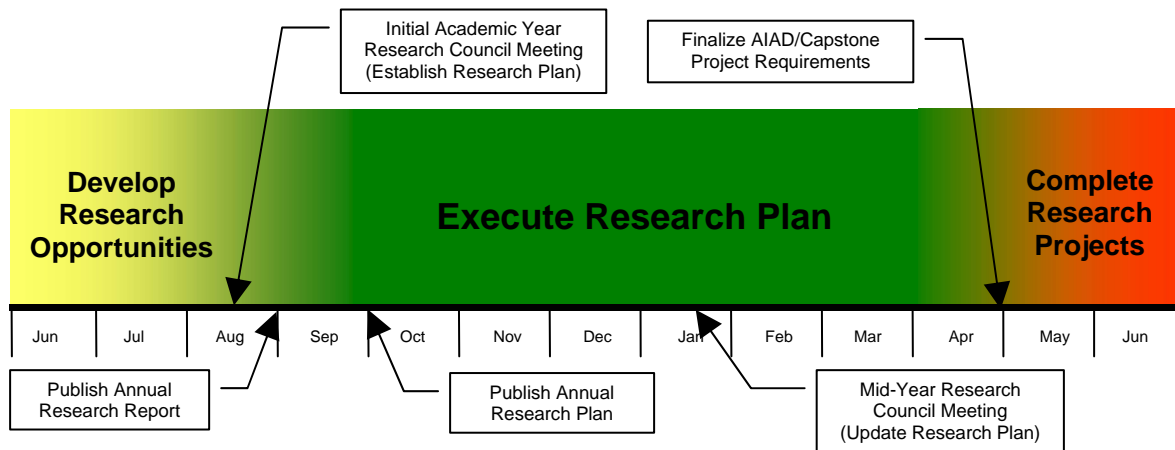 Initial Academic Year
Research Council Meeting
(Establish Research Plan)
Finalize AIAD/Capstone
Project Requirements
Develop
Research
Opportunities
Execute Research Plan
Complete
Research
Projects
Jun Jul Aug Sep Oct Nov Dec Jan Feb Mar Apr May Jun
Publish Annual
Research Report
Publish Annual
Research Plan
Mid-Year Research
Council Meeting
(Update Research Plan)